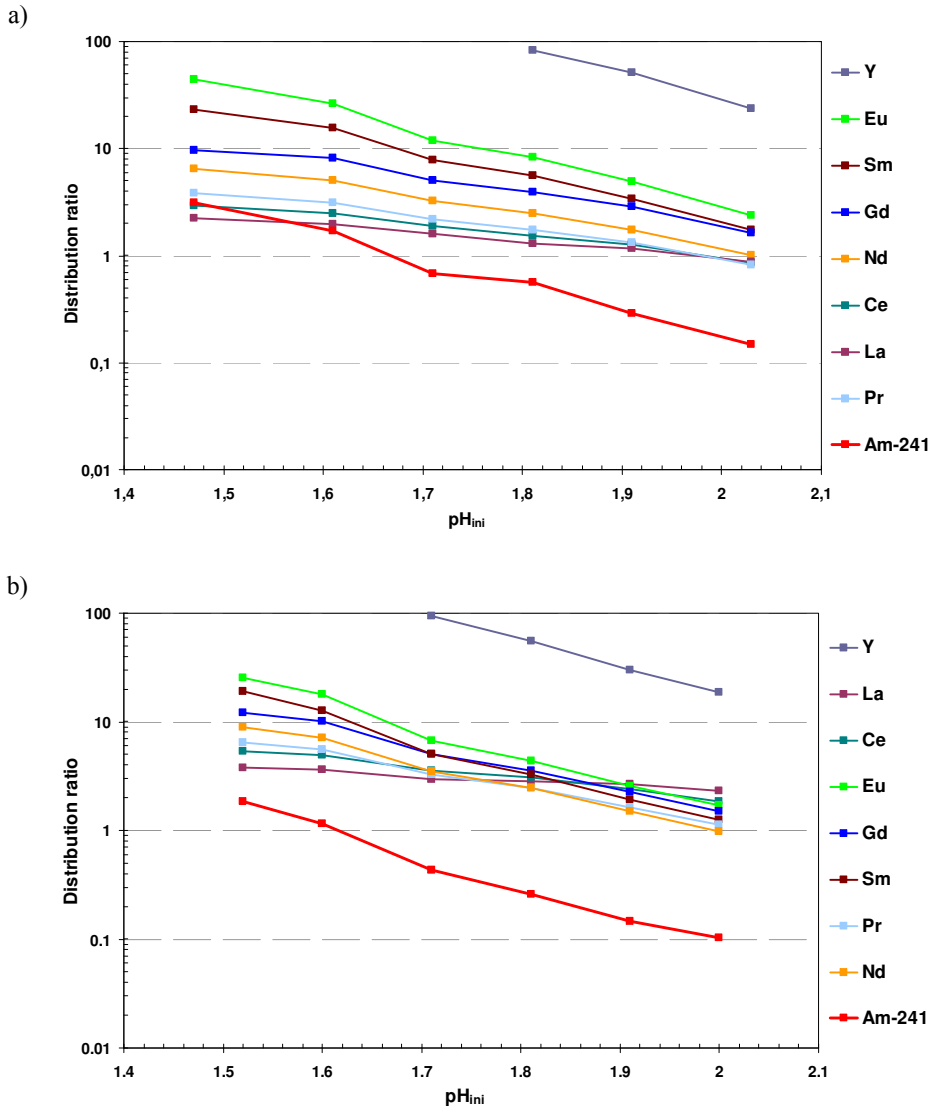 a)
100
10
1
0,1
0,01
Distribution ratio
1,4 1,5 1,6 1,7 1,8 1,9 2 2,1
pHini
Y
Eu
Sm
Gd
Nd
Ce
La
Pr
Am-241
b)
100
10
1
0.1
0.01
Distribution ratio
1.4 1.5 1.6 1.7 1.8 1.9 2 2.1
pHini
Y
La
Ce
Eu
Gd
Sm
Pr
Nd
Am-241